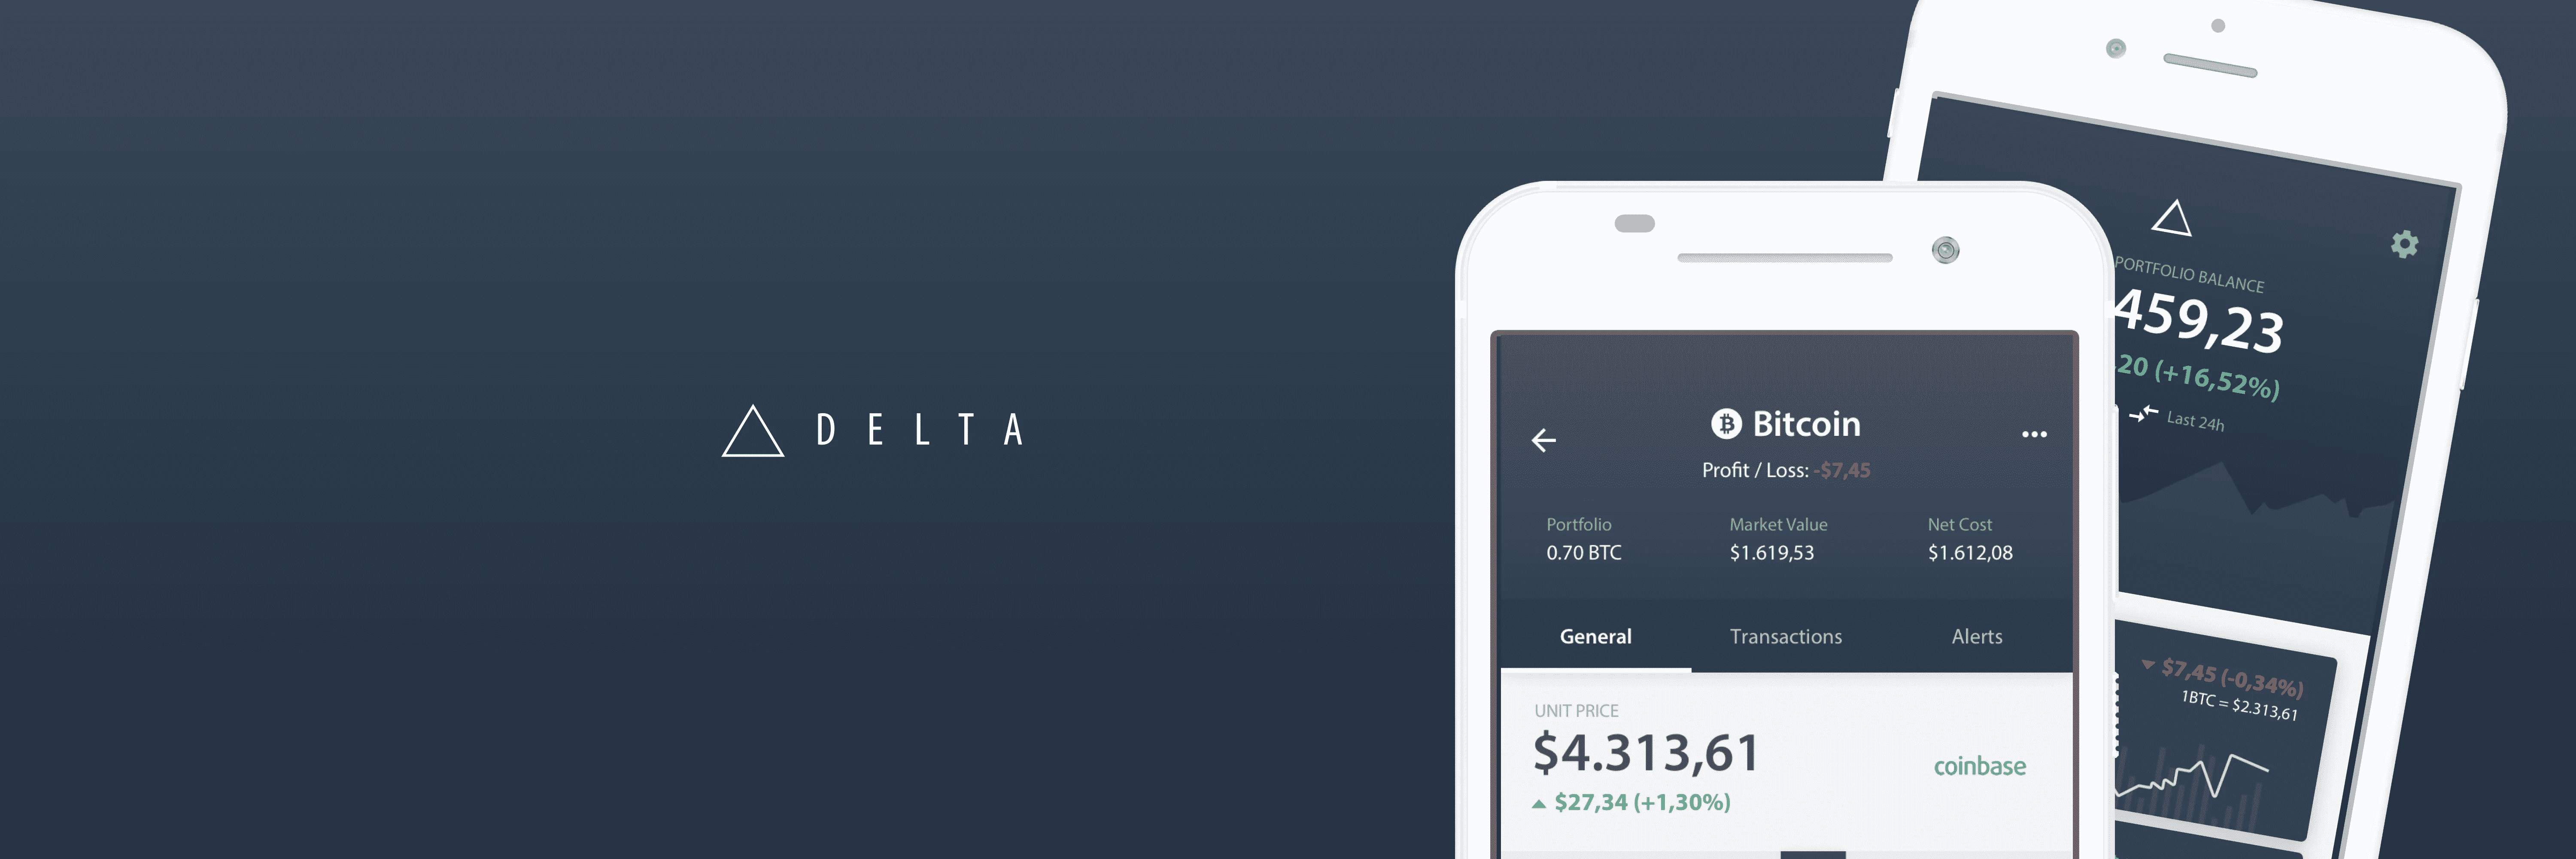 DELTA
Bitcoin
Profit / Loss: -$7,45
Portfolio Market Value Net Cost
0.70 BTC $1.619,53 $1.612,08
General Transactions Alerts
UNIT PRICE
$4.313,61
coinbase
$27,34 (+1,30%)
PORTFOLIO BALANCE
459,23
20 (+16,52%)
Last 24h
$7,45 (-0,34%)
1BTC = $2.313,61